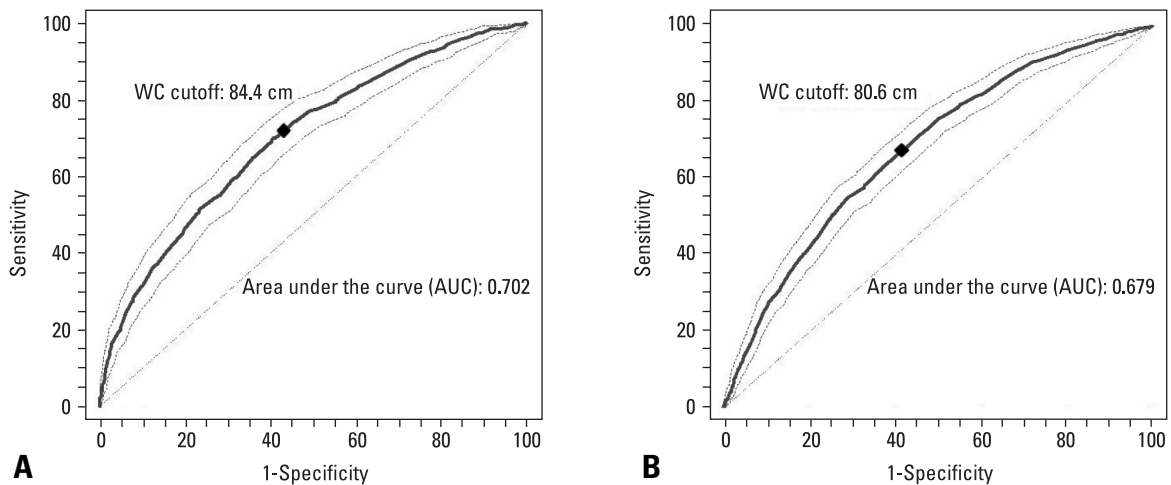 100
80
60
40
20
0
Sensitivity
WC cutoff: 84.4 cm
Area under the curve (AUC): 0.702
0 20 40 60 80 100
1-Specificity
A
100
80
60
40
20
0
Sensitivity
WC cutoff: 80.6 cm
Area under the curve (AUC): 0.679
0 20 40 60 80 100
1-Specificity
B